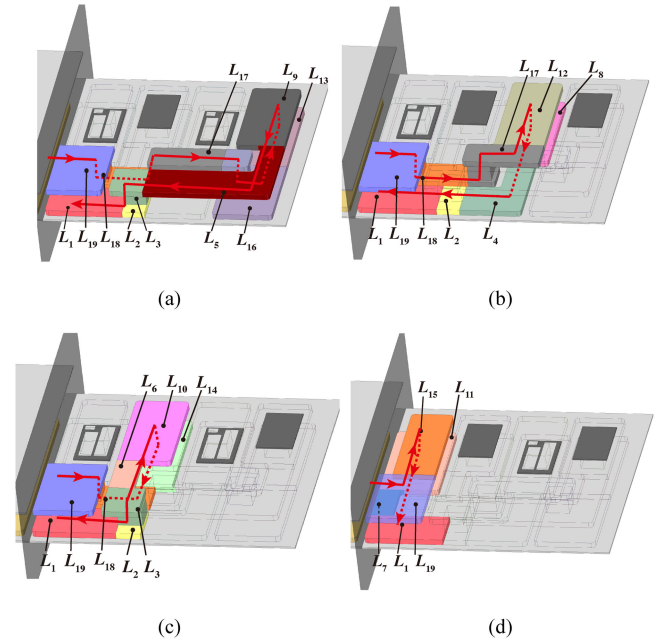 L17 L9 L13
L1 L19 L18 L2 L3 L5 L16
(a)
L17 L12 L8
L1 L19 L18 L2 L4
(b)
L6 L10 L14
L1 L19 L18 L2 L3
(c)
L15 L11
L7 L1 L19
(d)